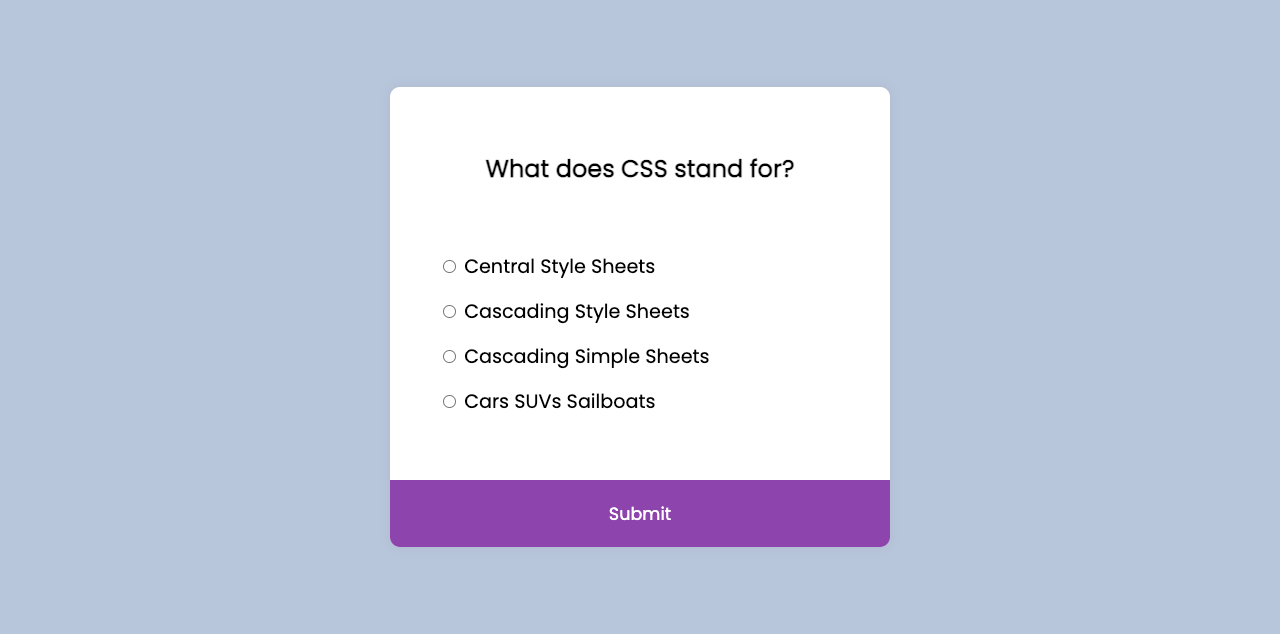 What does CSS stand for?
Central Style Sheets
Cascading Style Sheets
Cascading Simple Sheets
Cars SUVs Sailboats
Submit